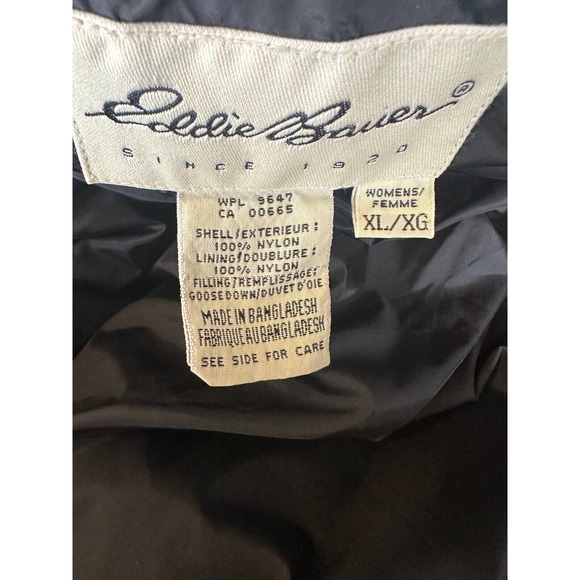 Eddie Bauer®
SINCE 1920
WPL 9647
CA 00665
SHELL/EXTERIEUR:
100% NYLON
LINING/DOUBLURE:
100% NYLON
FILLING/REMPLISSAGE:
GOOSEDOWN/DUVET D'OIE
MADE IN BANGLADESH
FABRIQUE AU BANGLADESH
SEE SIDE FOR CARE
WOMENS/
FEMME
XL/XG